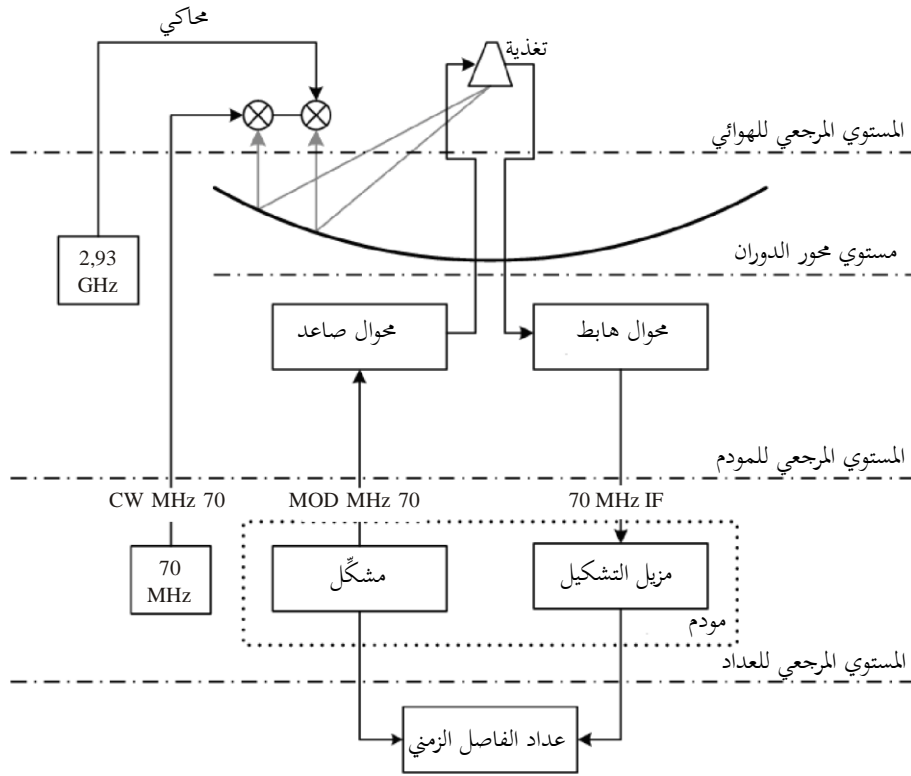 محاكي
تغذية
المستوي المرجعي للهوائي
مستوي محور الدوران
2,93
GHz
محوال صاعد
محوال هابط
المستوي المرجعي للمودم
CW MHz 70
MOD MHz 70
70 MHz IF
70
MHz
مشكِّل
مزيل التشكيل
مودم
المستوي المرجعي للعداد
عداد الفاصل الزمني